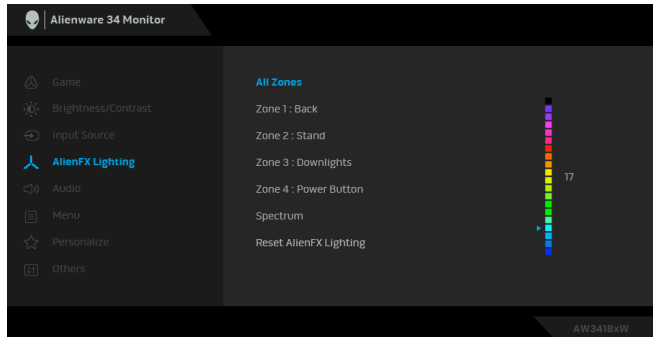 Alienware 34 Monitor
Game
All Zones
Brightness/Contrast
Zone 1 : Back
Input Source
Zone 2 : Stand
AlienFX Lighting
Zone 3 : Downlights
17
Audio
Zone 4 : Power Button
Menu
Spectrum
Personalize
Reset AlienFX Lighting
Others
AW3418xW